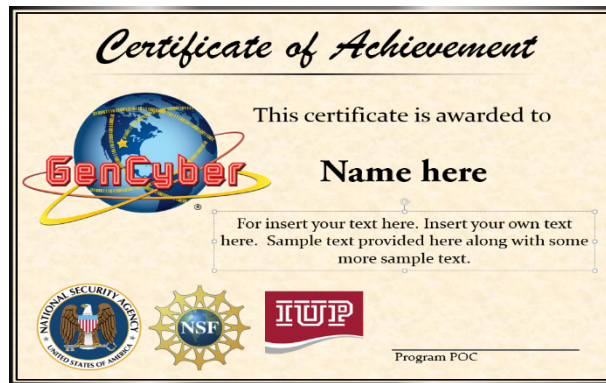 Certificate of Achievement
This certificate is awarded to
GenCyber
®
Name here
For insert your text here. Insert your own text
here.  Sample text provided here along with some
more sample text.
NATIONAL SECURITY AGENCY
UNITED STATES OF AMERICA
NSF
IUP
Program POC